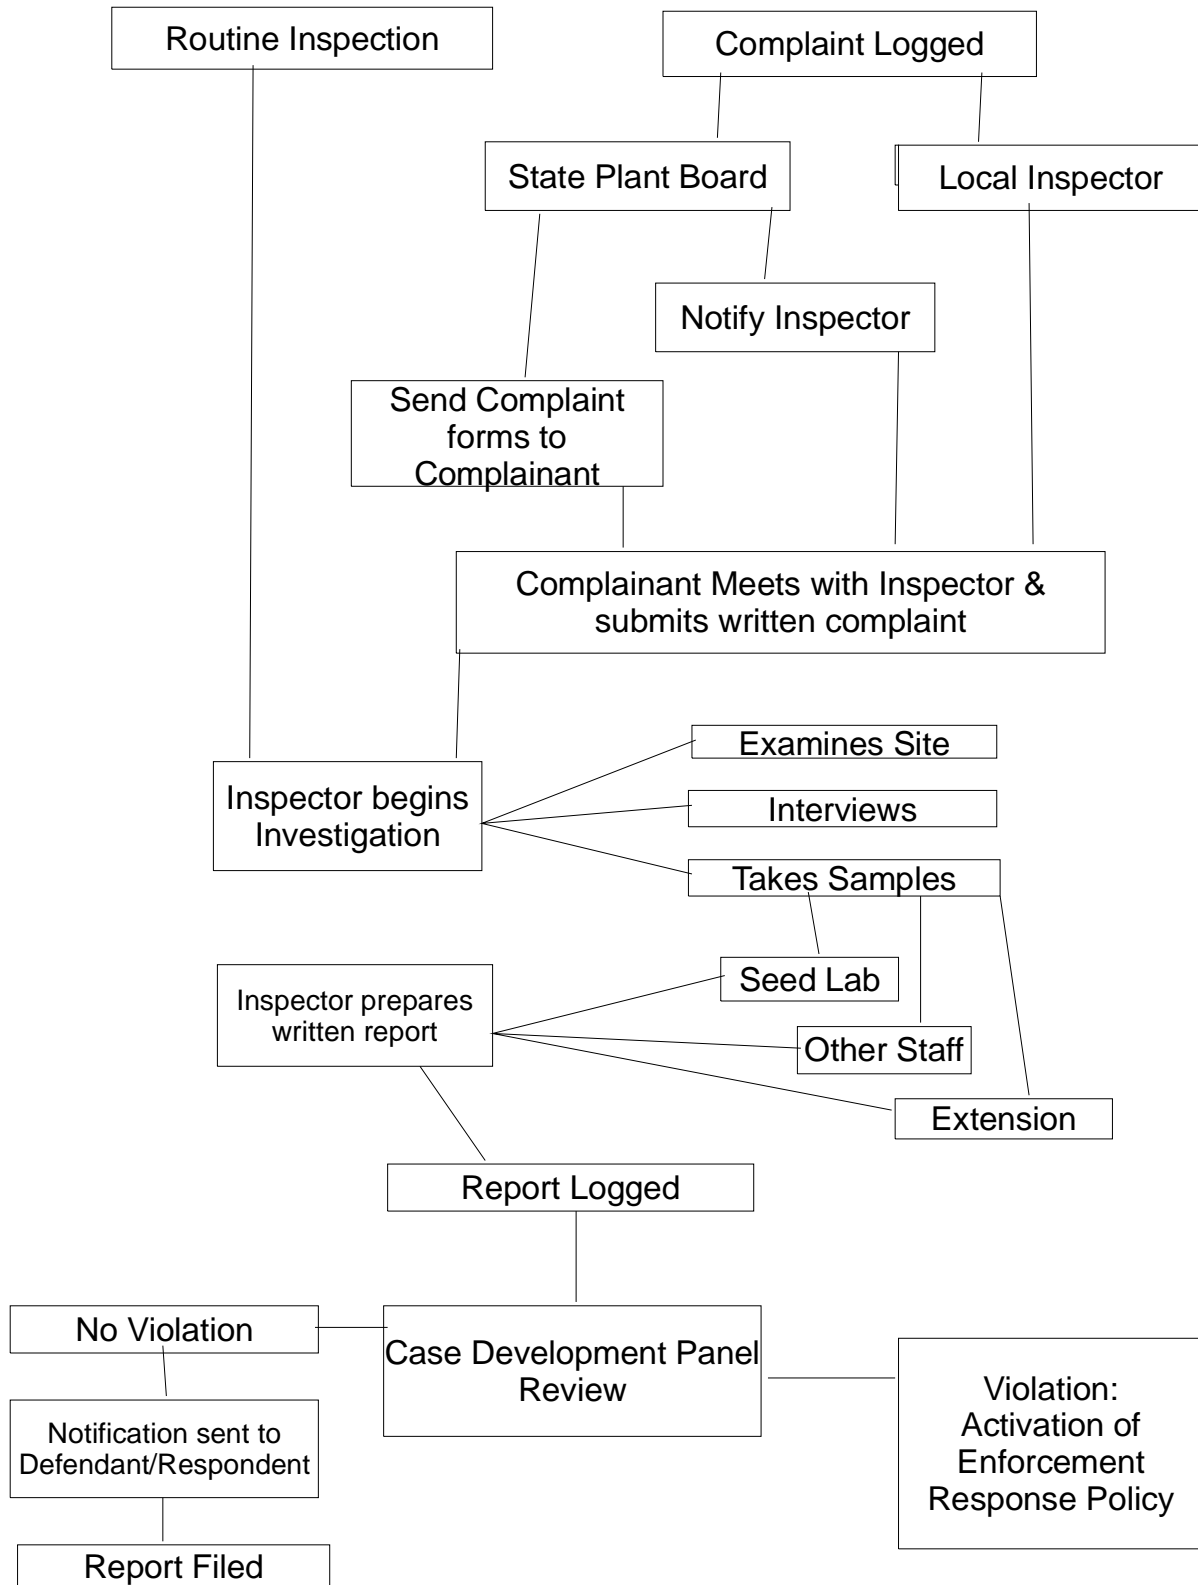 Routine Inspection
Complaint Logged
State Plant Board
Local Inspector
Notify Inspector
Send Complaint
forms to
Complainant
Complainant Meets with Inspector &
submits written complaint
Examines Site
Inspector begins
Investigation
Interviews
Takes Samples
Seed Lab
Inspector prepares
written report
Other Staff
Extension
Report Logged
No Violation
Case Development Panel
Review
Violation:
Activation of
Enforcement
Response Policy
Notification sent to
Defendant/Respondent
Report Filed